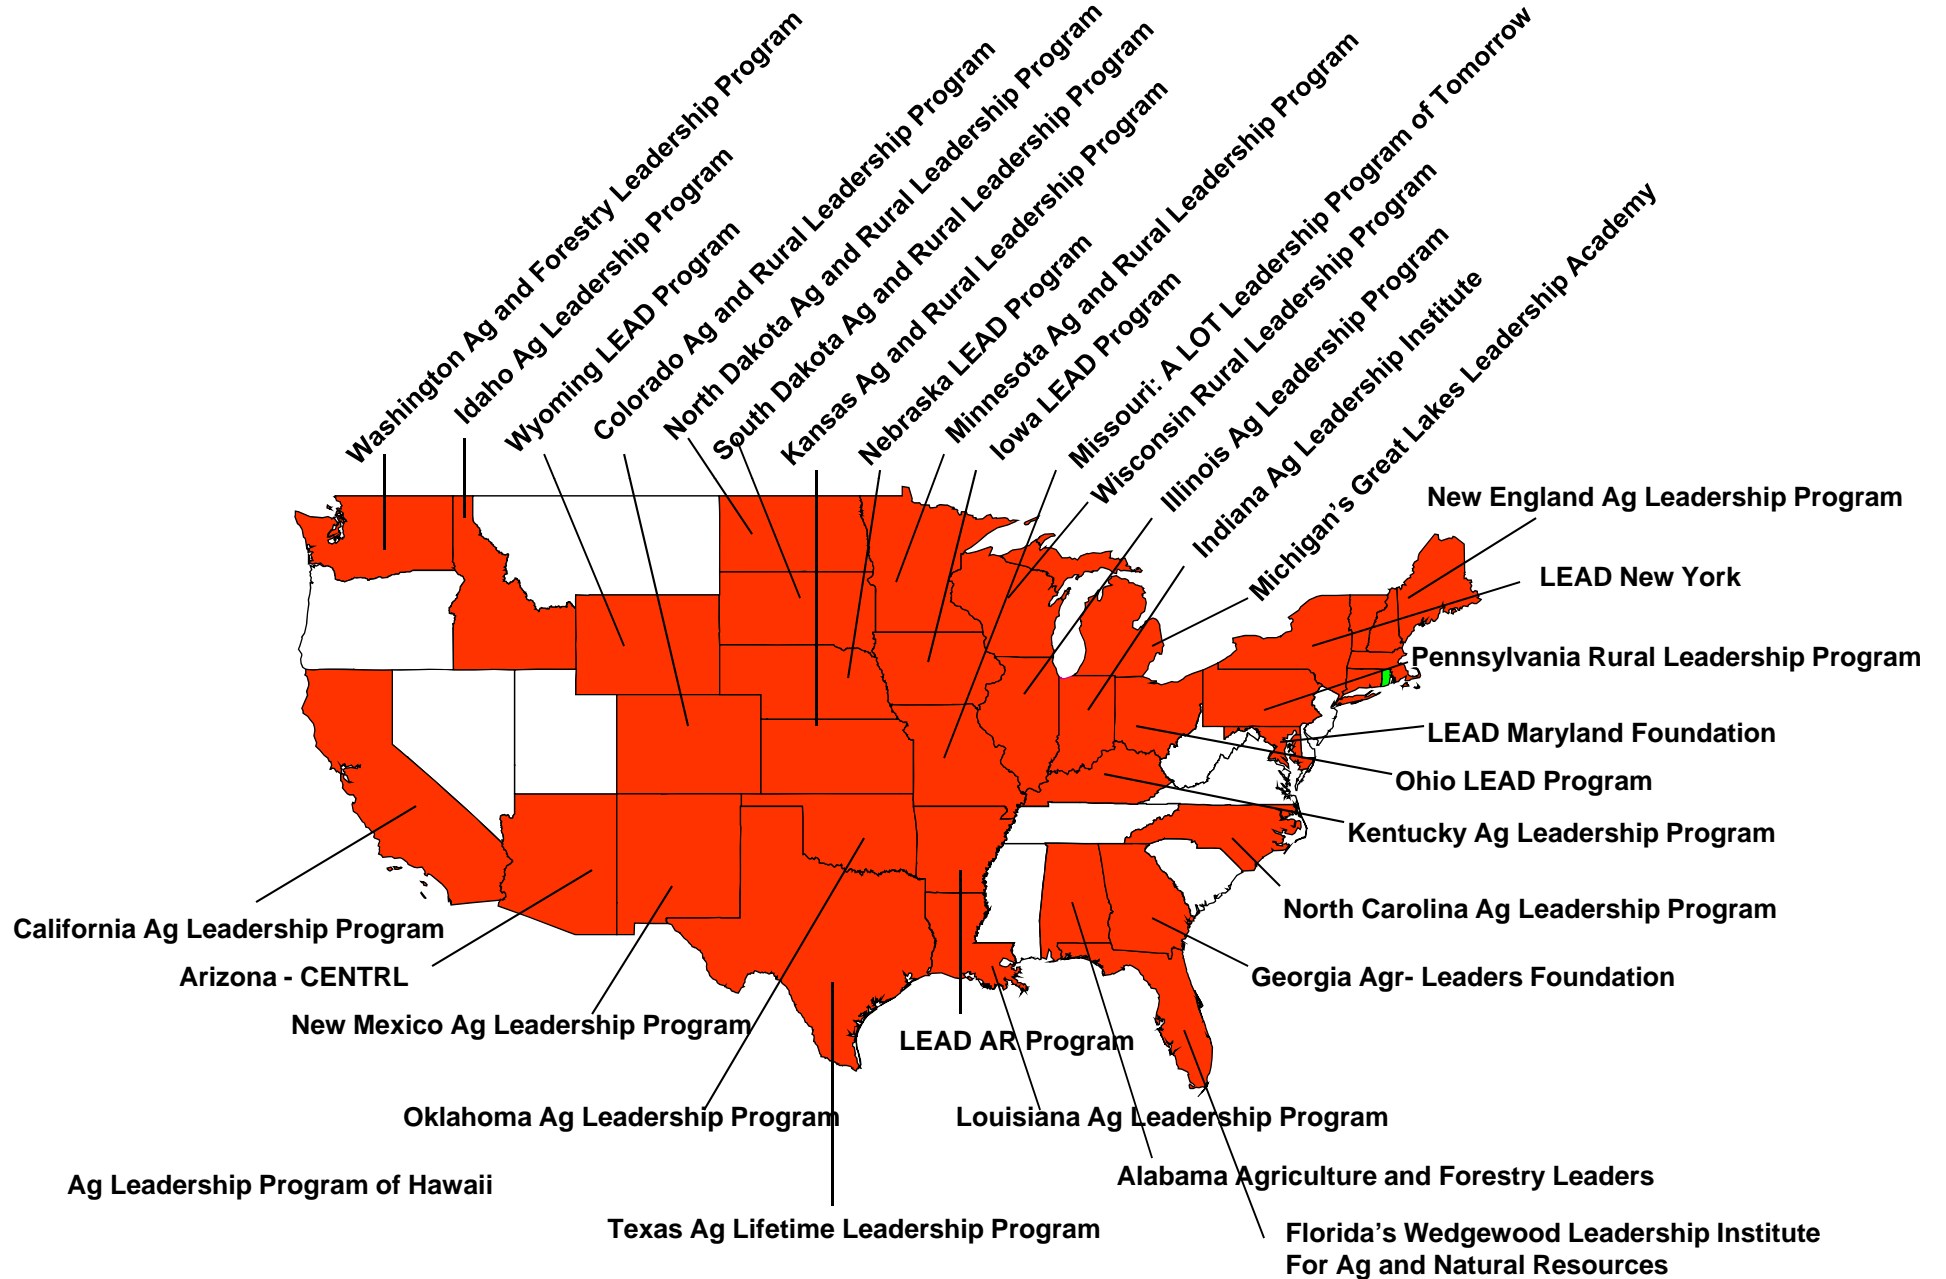 Washington Ag and Forestry Leadership Program
Idaho Ag Leadership Program
Wyoming LEAD Program
Colorado Ag and Rural Leadership Program
North Dakota Ag and Rural Leadership Program
South Dakota Ag and Rural Leadership Program
Kansas Ag and Rural Leadership Program
Nebraska LEAD Program
Minnesota Ag and Rural Leadership Program
Iowa LEAD Program
Missouri: A LOT Leadership Program of Tomorrow
Wisconsin Rural Leadership Program
Illinois Ag Leadership Program
Indiana Ag Leadership Institute
Michigan's Great Lakes Leadership Academy
New England Ag Leadership Program
LEAD New York
Pennsylvania Rural Leadership Program
LEAD Maryland Foundation
Ohio LEAD Program
Kentucky Ag Leadership Program
North Carolina Ag Leadership Program
California Ag Leadership Program
Arizona - CENTRL
Georgia Agr- Leaders Foundation
New Mexico Ag Leadership Program
LEAD AR Program
Oklahoma Ag Leadership Program
Louisiana Ag Leadership Program
Alabama Agriculture and Forestry Leaders
Ag Leadership Program of Hawaii
Texas Ag Lifetime Leadership Program
Florida's Wedgewood Leadership Institute
For Ag and Natural Resources